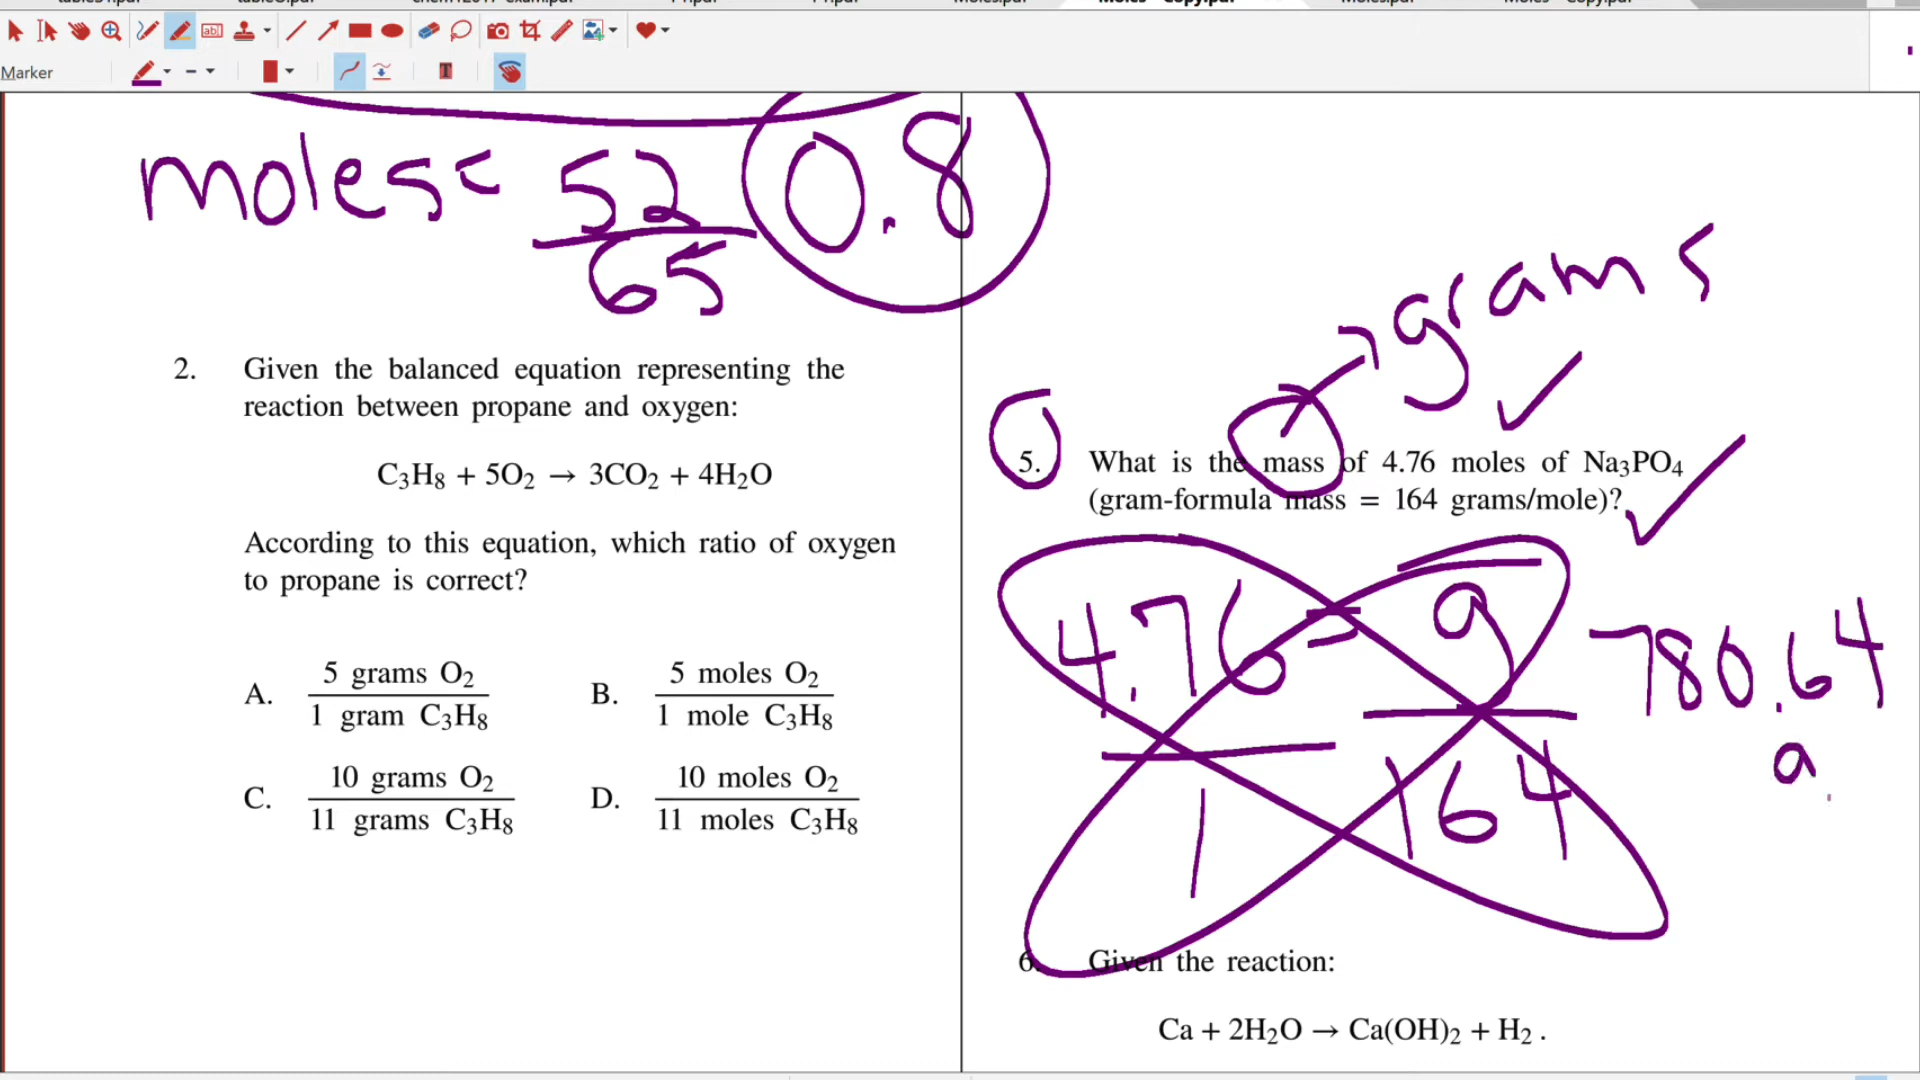 Moles - Copy.pdf
Marker
moles = 52 0.8
65
grams
2. Given the balanced equation representing the
reaction between propane and oxygen:
C3H8 + 5O2 → 3CO2 + 4H2O
According to this equation, which ratio of oxygen
to propane is correct?
A. 5 grams O2 B. 5 moles O2
1 gram C3H8 1 mole C3H8
C. 10 grams O2 D. 10 moles O2
11 grams C3H8 11 moles C3H8
5. What is the mass of 4.76 moles of Na3PO4
(gram-formula mass = 164 grams/mole)?
4.76 = g 780.64
1 164
6. Given the reaction:
Ca + 2H2O → Ca(OH)2 + H2 .